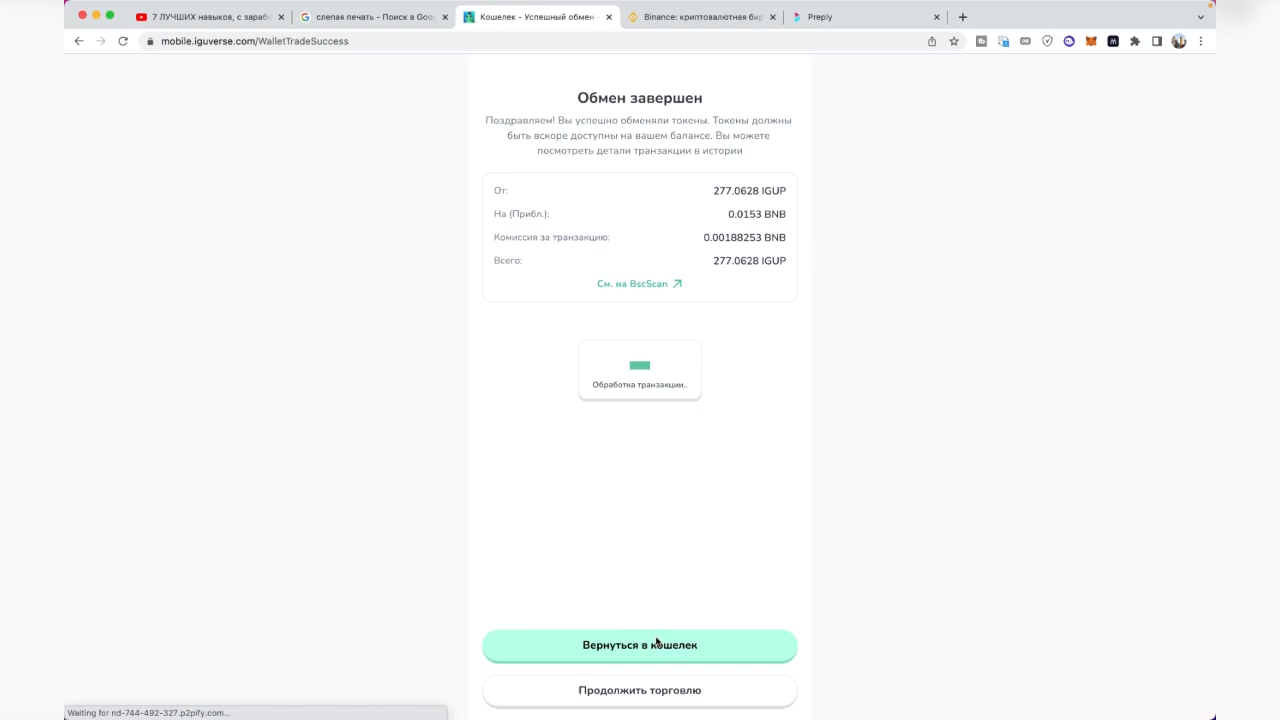 7 ЛУЧШИХ навыков, с зарабо
слепая печать - Поиск в Goo
Кошелек - Успешный обмен -
Binance: криптовалютная бир
Preply
mobile.iguverse.com/WalletTradeSuccess
Обмен завершен
Поздравляем! Вы успешно обменяли токены. Токены должны
быть вскоре доступны на вашем балансе. Вы можете
посмотреть детали транзакции в истории
От: 277.0628 IGUP
На (Прибл.): 0.0153 BNB
Комиссия за транзакцию: 0.00188253 BNB
Всего: 277.0628 IGUP
См. на BscScan
Обработка транзакции..
Вернуться в кошелек
Продолжить торговлю
Waiting for nd-744-492-327.p2pify.com...